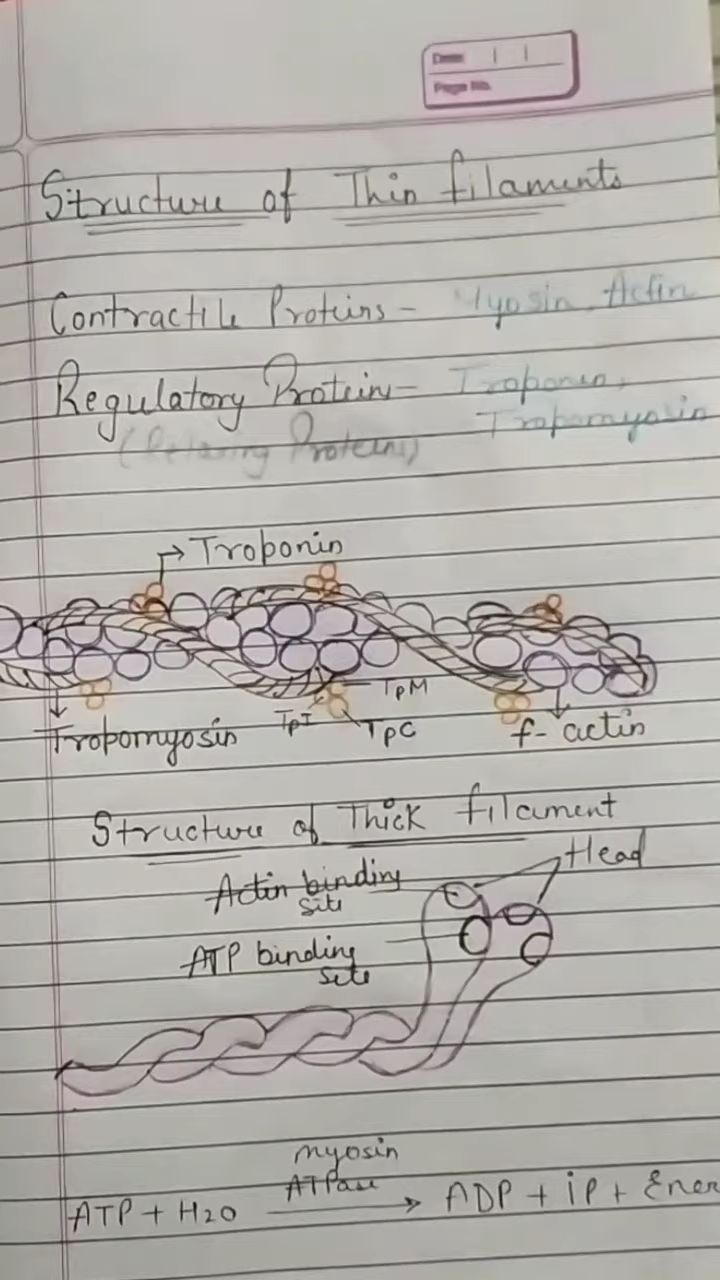 Date | |
Page No.
Structure of Thin filaments
Contractile Proteins - Myosin, Actin
Regulatory Protein - Troponin,
Tropomyosin
(Relaxing Proteins)
Troponin
TpM
TpI
TpC
Tropomyosin
f-actin
Structure of Thick filament
Head
Actin binding
site
ATP binding
site
myosin
ATPase
ATP + H2O → ADP + iP + Ener